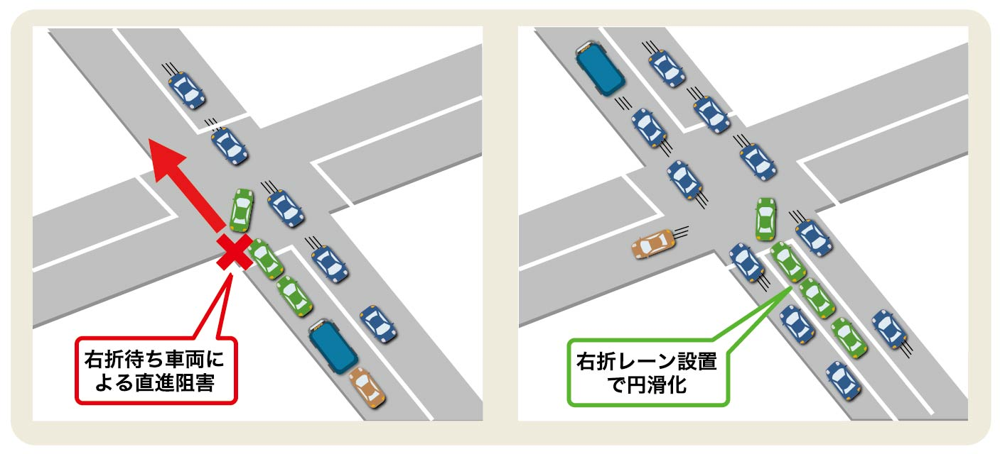 右折待ち車両に
よる直進阻害
右折レーン設置
で円滑化